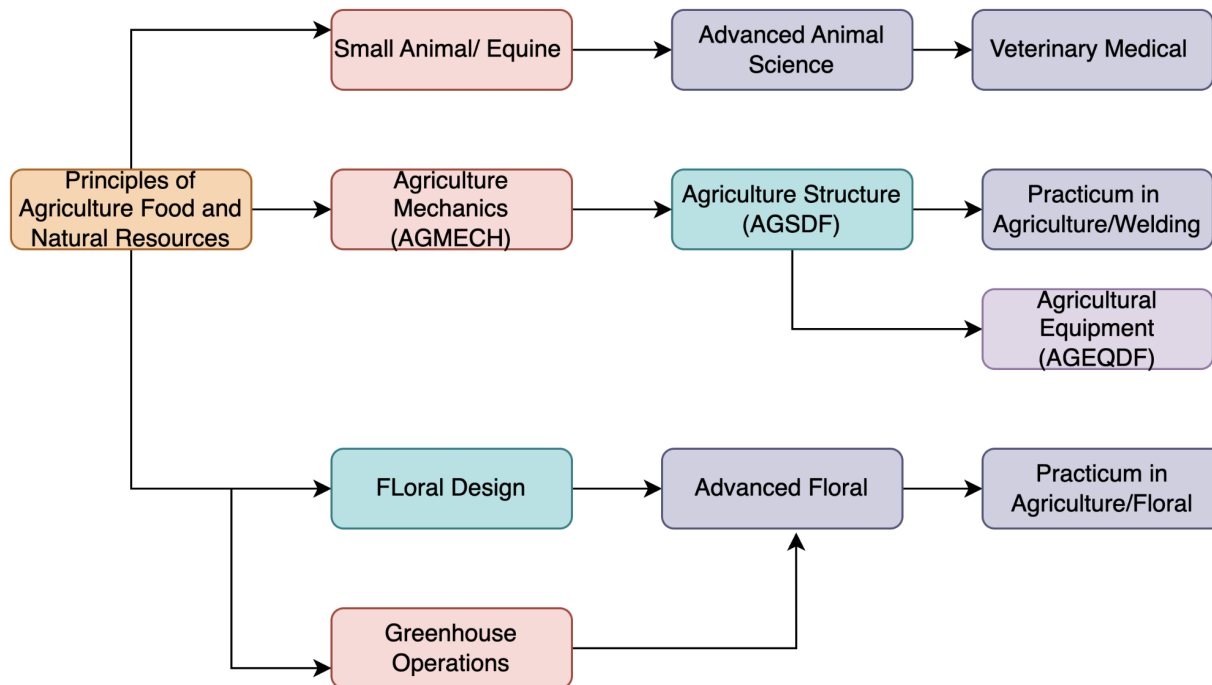 Small Animal/ Equine
Advanced Animal
Science
Veterinary Medical
Principles of
Agriculture Food and
Natural Resources
Agriculture
Mechanics
(AGMECH)
Agriculture Structure
(AGSDF)
Practicum in
Agriculture/Welding
Agricultural
Equipment
(AGEQDF)
FLoral Design
Advanced Floral
Practicum in
Agriculture/Floral
Greenhouse
Operations